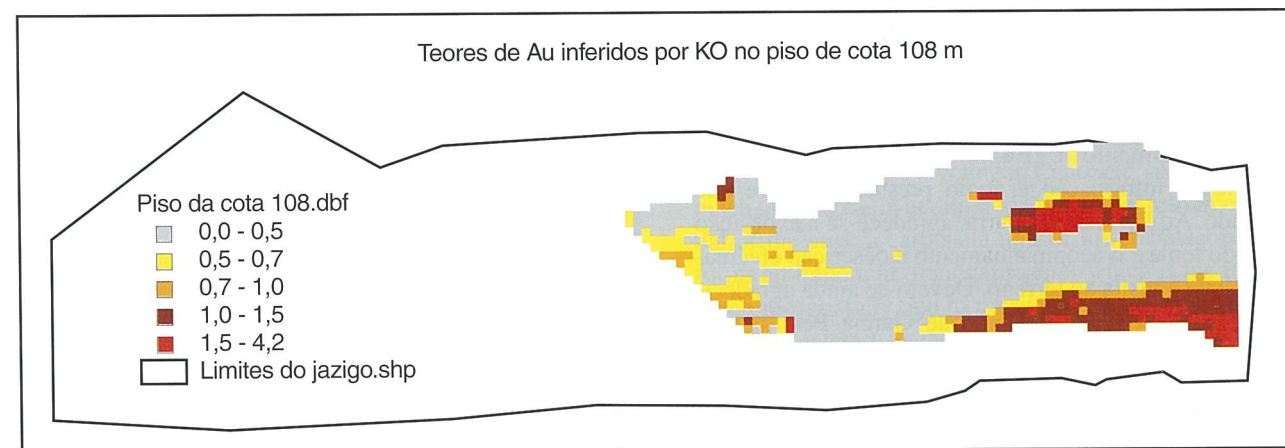 Teores de Au inferidos por KO no piso de cota 108 m
Piso da cota 108.dbf
0,0 - 0,5
0,5 - 0,7
0,7 - 1,0
1,0 - 1,5
1,5 - 4,2
Limites do jazigo.shp